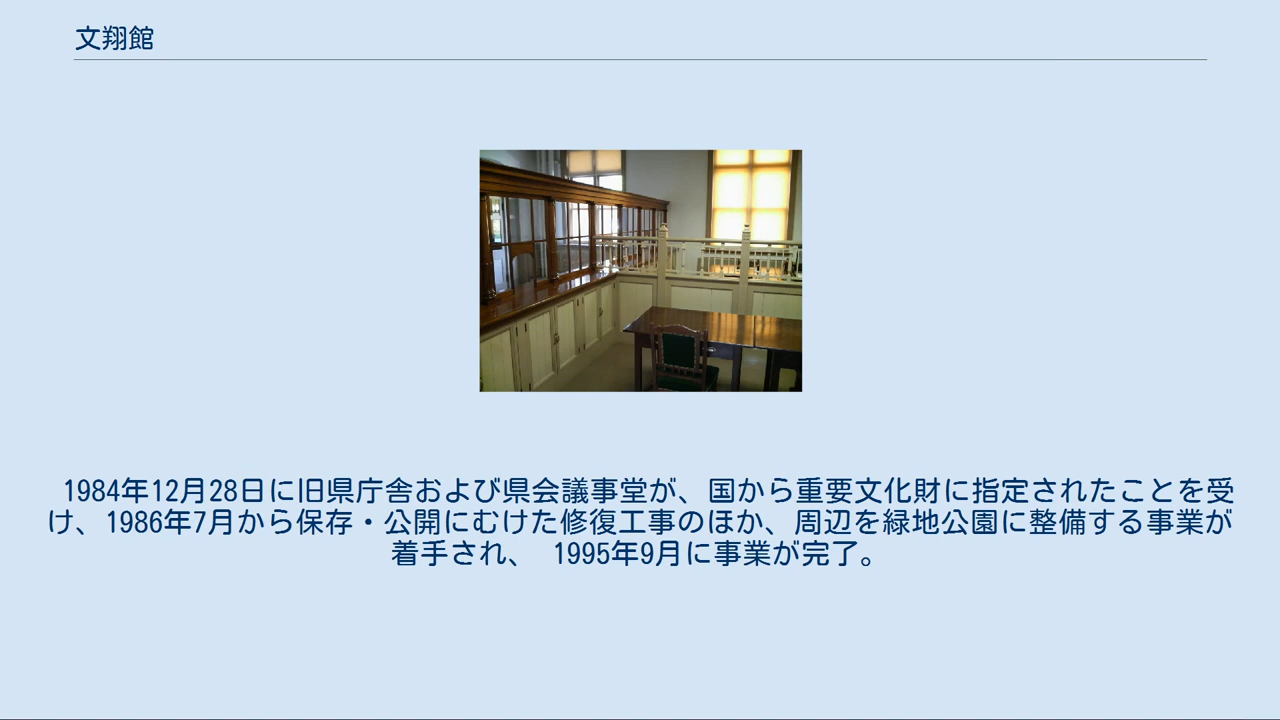 文翔館
1984年12月28日に旧県庁舎および県会議事堂が、国から重要文化財に指定されたことを受
け、1986年7月から保存・公開にむけた修復工事のほか、周辺を緑地公園に整備する事業が
着手され、 1995年9月に事業が完了。